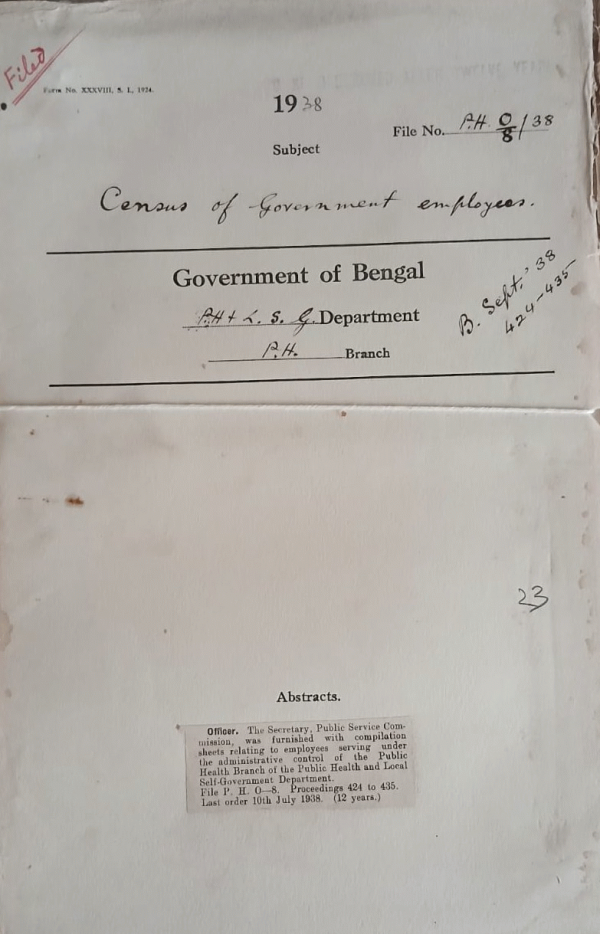 Filed
Form No. XXXVIII, S. I., 1924.
1938
File No. P.H. O/8/38
Subject
Census of Government employees.
Government of Bengal
P.H & L. S. G. Department
P.H. Branch
B. Sept.' 38
424-435
23
Abstracts.
Officer. The Secretary, Public Service Com-
mission, was furnished with compilation
sheets relating to employees serving under
the administrative control of the Public
Health Branch of the Public Health and Local
Self-Government Department.
File P. H. O—8. Proceedings 424 to 435.
Last order 10th July 1938. (12 years.)